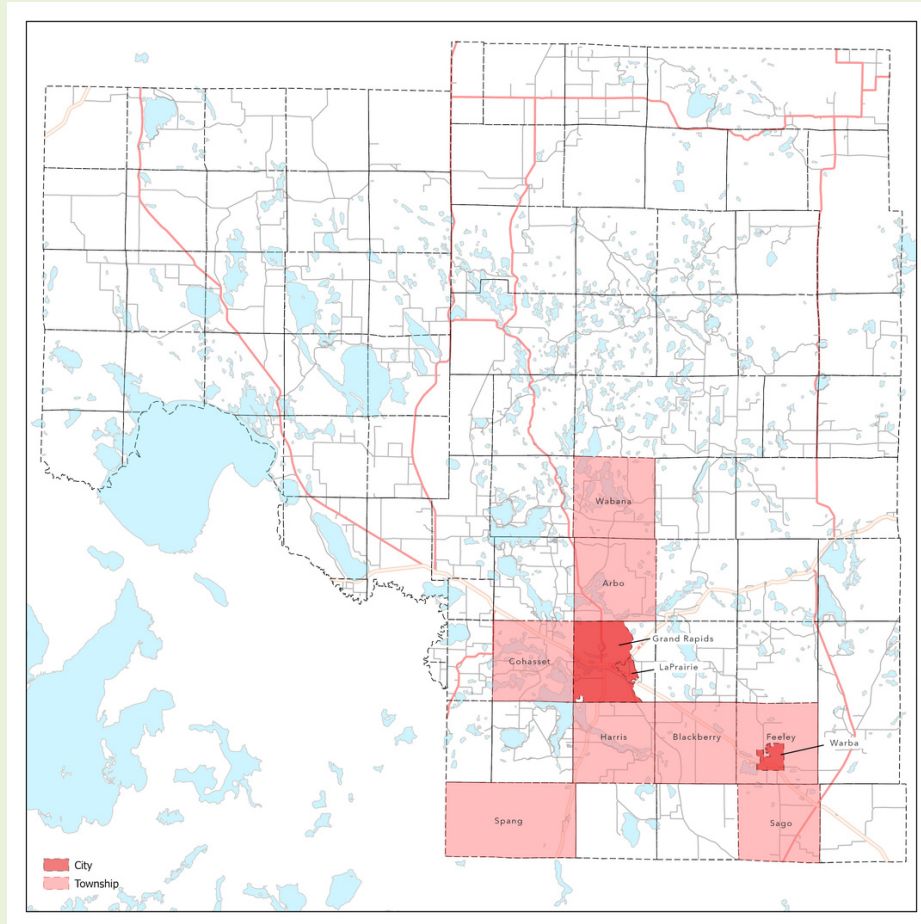 Wabana
Arbo
Grand Rapids
Cohasset
LaPrairie
Harris
Blackberry
Feeley
Warba
Spang
Sago
City
Township